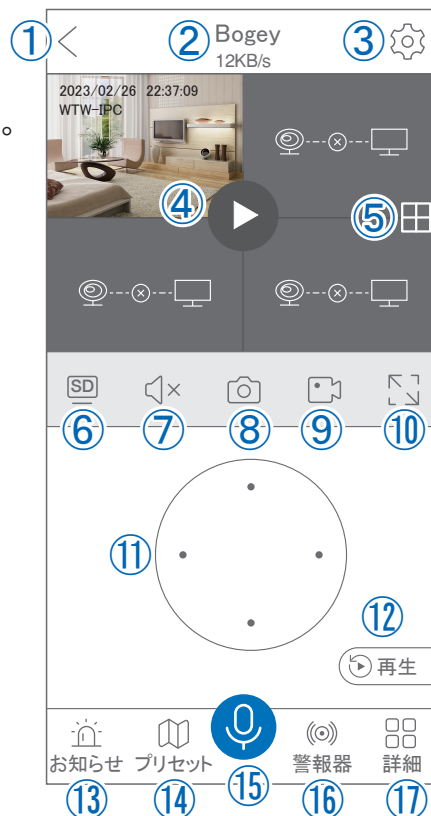 ① ② Bogey ③
12KB/s
2023/02/26 22:37:09
WTW-IPC
。
④
⑤
SD
⑥ ⑦ ⑧ ⑨ ⑩
⑪
⑫
再生
お知らせ プリセット 警報器 詳細
⑬ ⑭ ⑮ ⑯ ⑰